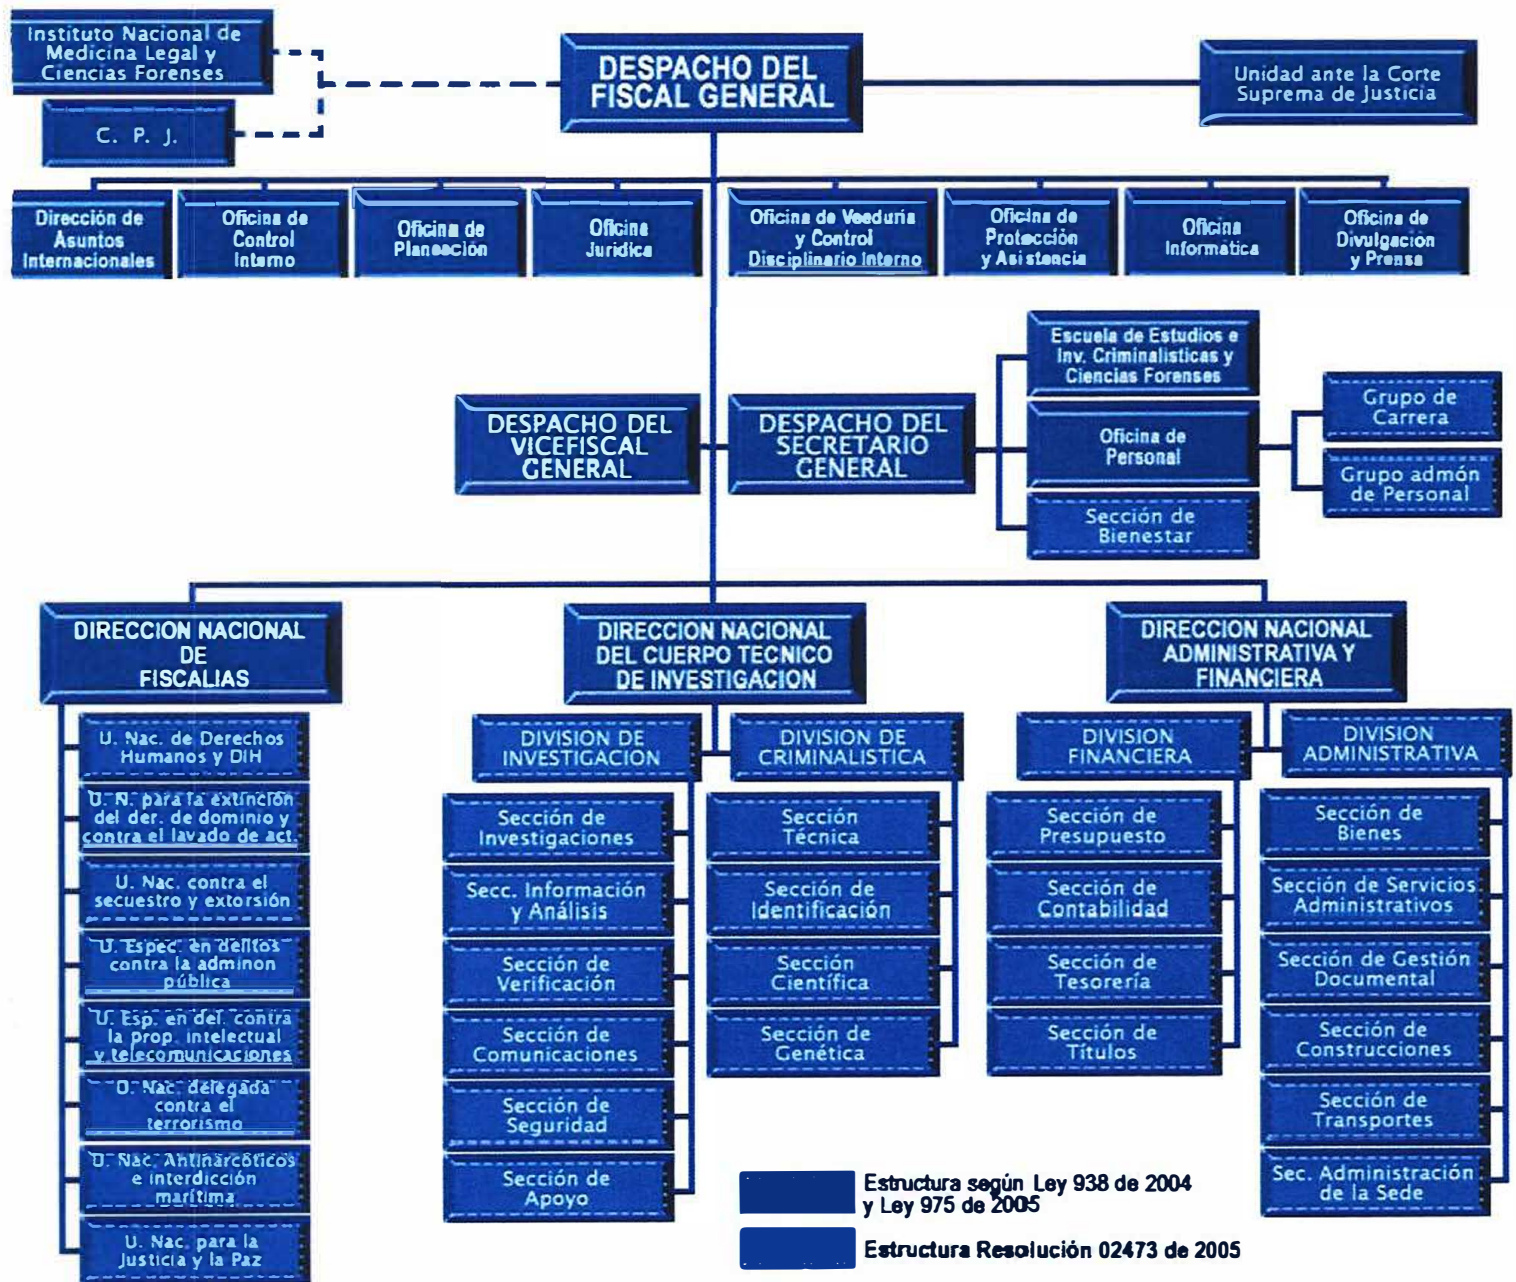 Instituto Nacional de
Medicina Legal y
Ciencias Forenses
C. P. J.
DESPACHO DEL
FISCAL GENERAL
Unidad ante la Corte
Suprema de Justicia
Dirección de
Asuntos
Internacionales
Oficina de
Control
Interno
Oficina de
Planeación
Oficina
Jurídica
Oficina de Veeduría
y Control
Disciplinario Interno
Oficina de
Protección
y Asistencia
Oficina
Informática
Oficina de
Divulgación
y Prensa
DESPACHO DEL
VICEFISCAL
GENERAL
DESPACHO DEL
SECRETARIO
GENERAL
Escuela de Estudios e
Inv. Criminalísticas y
Ciencias Forenses
Oficina de
Personal
Sección de
Bienestar
Grupo de
Carrera
Grupo admón
de Personal
DIRECCION NACIONAL
DE
FISCALIAS
U. Nac. de Derechos
Humanos y DIH
U. N. para la extinción
del der. de dominio y
contra el lavado de act.
U. Nac. contra el
secuestro y extorsión
U. Espec. en delitos
contra la adminon
pública
U. Esp. en del. contra
la prop. intelectual
y telecomunicaciones
U. Nac. delegada
contra el
terrorismo
U. Nac. Antinarcóticos
e interdicción
marítima
U. Nac. para la
Justicia y la Paz
DIRECCION NACIONAL
DEL CUERPO TECNICO
DE INVESTIGACION
DIVISION DE
INVESTIGACION
Sección de
Investigaciones
Secc. Información
y Análisis
Sección de
Verificación
Sección de
Comunicaciones
Sección de
Seguridad
Sección de
Apoyo
DIVISION DE
CRIMINALISTICA
Sección
Técnica
Sección de
Identificación
Sección
Científica
Sección de
Genética
DIRECCION NACIONAL
ADMINISTRATIVA Y
FINANCIERA
DIVISION
FINANCIERA
Sección de
Presupuesto
Sección de
Contabilidad
Sección de
Tesorería
Sección de
Títulos
DIVISION
ADMINISTRATIVA
Sección de
Bienes
Sección de Servicios
Administrativos
Sección de Gestión
Documental
Sección de
Construcciones
Sección de
Transportes
Sec. Administración
de la Sede
Estructura según Ley 938 de 2004
y Ley 975 de 2005
Estructura Resolución 02473 de 2005